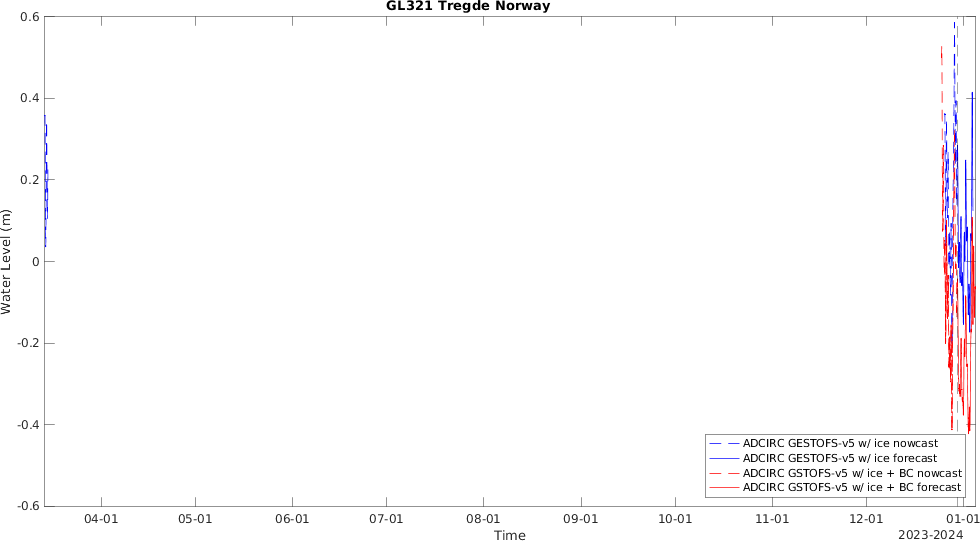 GL321 Tregde Norway
0.6
0.4
0.2
0
-0.2
-0.4
-0.6
Water Level (m)
ADCIRC GESTOFS-v5 w/ ice nowcast
ADCIRC GESTOFS-v5 w/ ice forecast
ADCIRC GSTOFS-v5 w/ ice + BC nowcast
ADCIRC GSTOFS-v5 w/ ice + BC forecast
04-01 05-01 06-01 07-01 08-01 09-01 10-01 11-01 12-01 01-01
Time
2023-2024